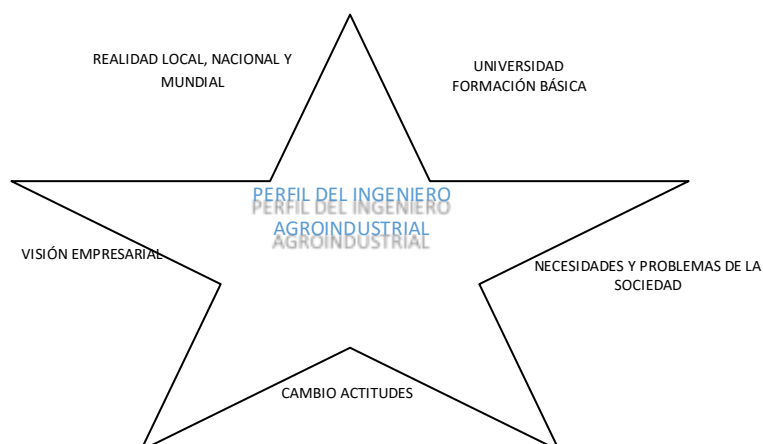 REALIDAD LOCAL, NACIONAL Y
MUNDIAL
UNIVERSIDAD
FORMACIÓN BÁSICA
PERFIL DEL INGENIERO
AGROINDUSTRIAL
VISIÓN EMPRESARIAL
NECESIDADES Y PROBLEMAS DE LA
SOCIEDAD
CAMBIO ACTITUDES